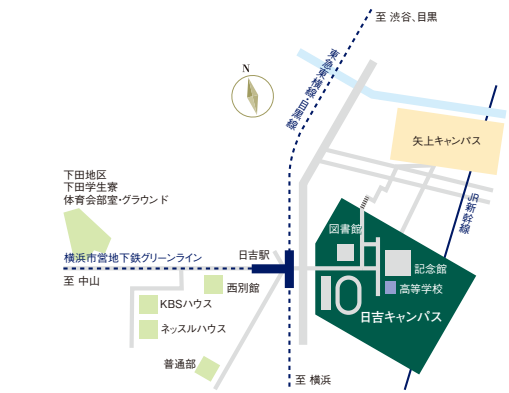 至 渋谷、目黒
東急東横線・目黒線
N
矢上キャンパス
下田地区
下田学生寮
体育会部室・グラウンド
JR新幹線
図書館
横浜市営地下鉄グリーンライン
日吉駅
記念館
至 中山
西別館
高等学校
KBSハウス
日吉キャンパス
ネッスルハウス
普通部
至 横浜